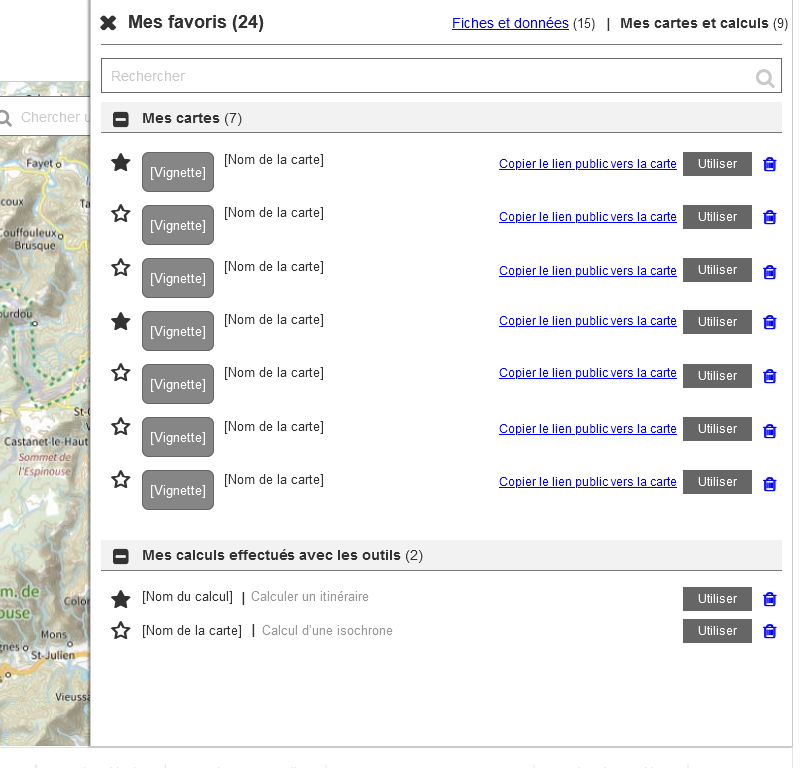 Mes favoris (24)
Fiches et données (15) | Mes cartes et calculs (9)
Rechercher
Chercher u
Mes cartes (7)
[Vignette] [Nom de la carte] Copier le lien public vers la carte Utiliser
[Vignette] [Nom de la carte] Copier le lien public vers la carte Utiliser
[Vignette] [Nom de la carte] Copier le lien public vers la carte Utiliser
[Vignette] [Nom de la carte] Copier le lien public vers la carte Utiliser
[Vignette] [Nom de la carte] Copier le lien public vers la carte Utiliser
[Vignette] [Nom de la carte] Copier le lien public vers la carte Utiliser
[Vignette] [Nom de la carte] Copier le lien public vers la carte Utiliser
Mes calculs effectués avec les outils (2)
[Nom du calcul] | Calculer un itinéraire Utiliser
[Nom de la carte] | Calcul d'une isochrone Utiliser
Fayet
coux
Ta
Couffouleux
Brusque
ourdou
St-G
Castanet-le-Haut
Sommet de
l'Espinouse
m. de
ouse
Color
Mons
gnes
St-Julien
s
Vieussa